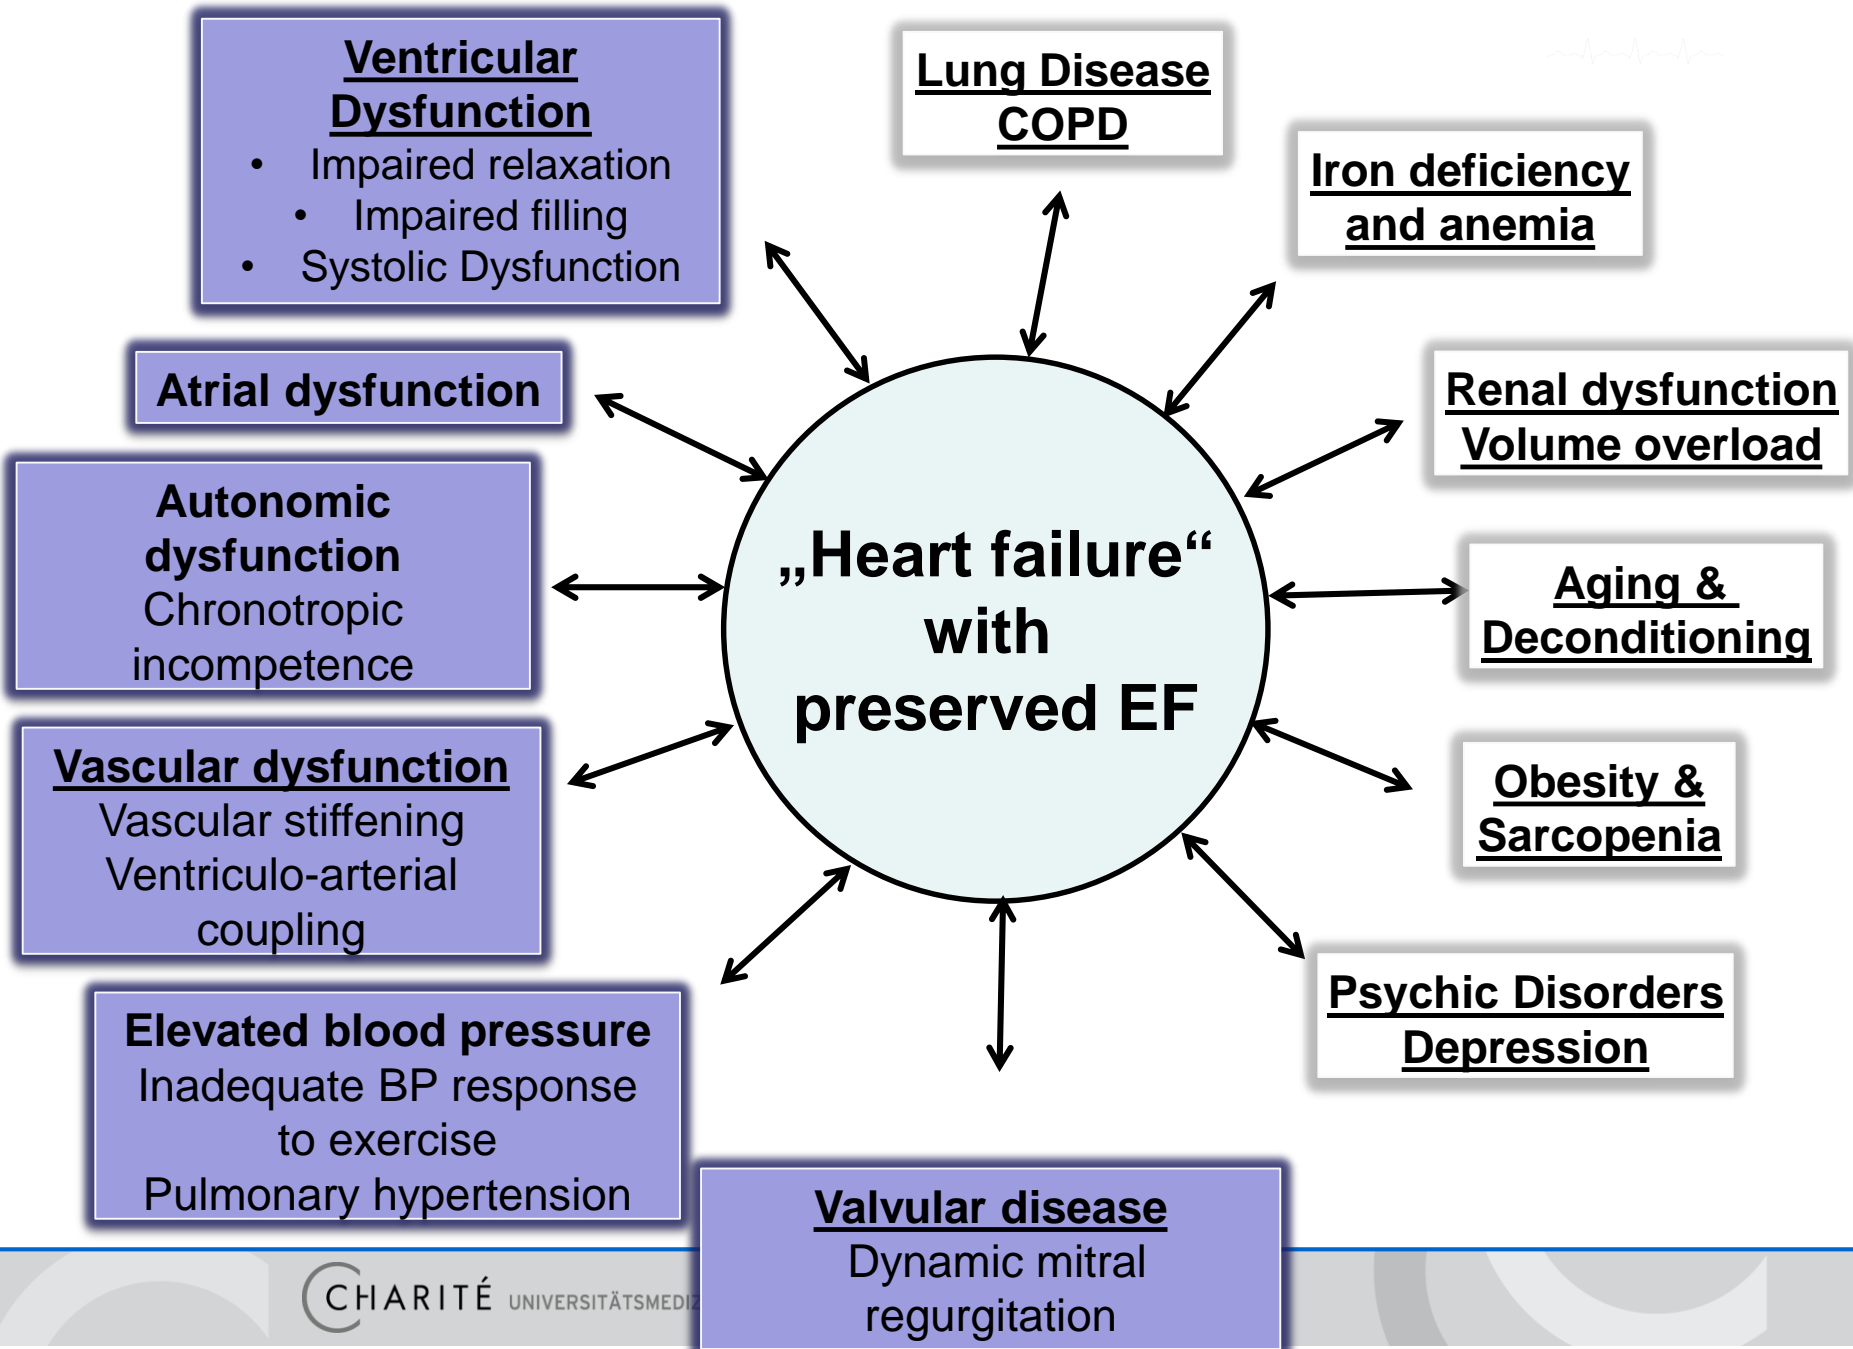 Ventricular
Dysfunction
• Impaired relaxation
• Impaired filling
• Systolic Dysfunction
Atrial dysfunction
Autonomic
dysfunction
Chronotropic
incompetence
Vascular dysfunction
Vascular stiffening
Ventriculo-arterial
coupling
Elevated blood pressure
Inadequate BP response
to exercise
Pulmonary hypertension
Valvular disease
Dynamic mitral
regurgitation
„Heart failure“
with
preserved EF
Lung Disease
COPD
Iron deficiency
and anemia
Renal dysfunction
Volume overload
Aging &
Deconditioning
Obesity &
Sarcopenia
Psychic Disorders
Depression
CHARITÉ UNIVERSITÄTSMEDIZ